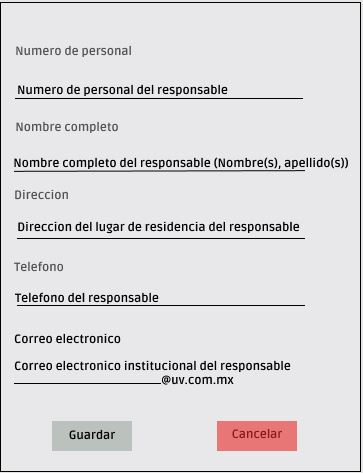 Numero de personal
Numero de personal del responsable
Nombre completo
Nombre completo del responsable (Nombre(s), apellido(s))
Direccion
Direccion del lugar de residencia del responsable
Telefono
Telefono del responsable
Correo electronico
Correo electronico institucional del responsable
@uv.com.mx
Guardar Cancelar